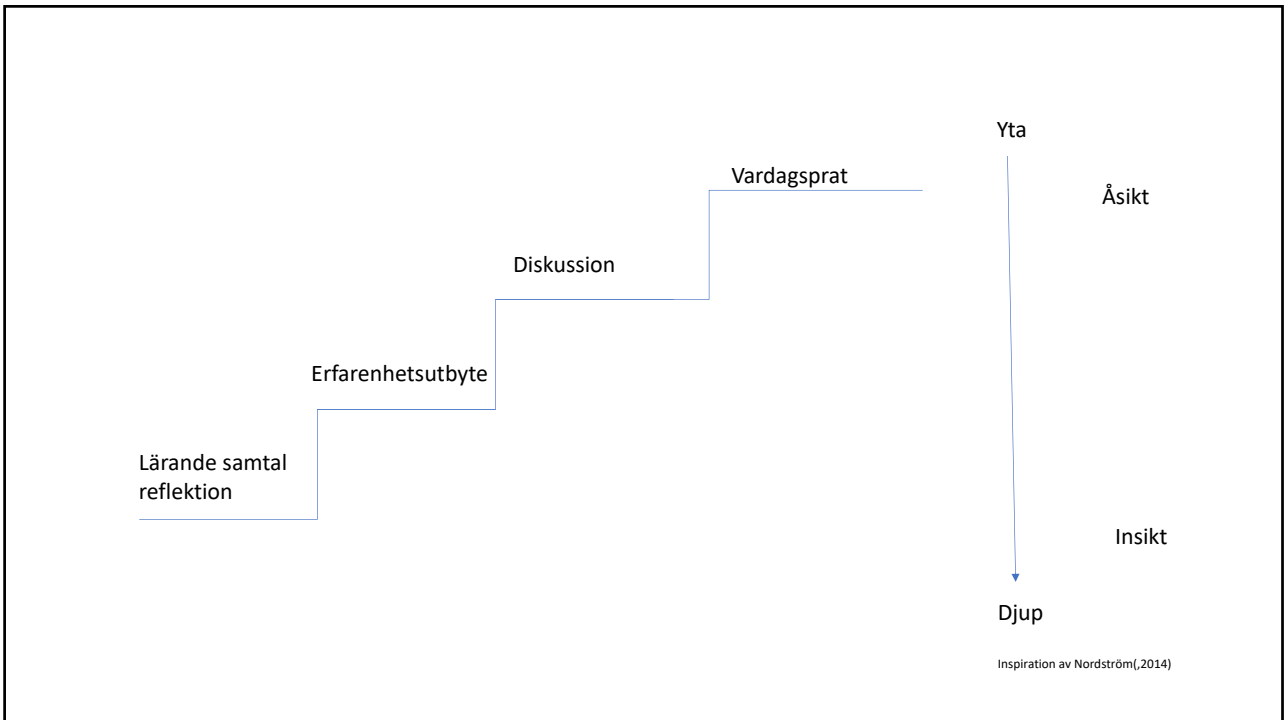 Yta
Vardagsprat
Åsikt
Diskussion
Erfarenhetsutbyte
Lärande samtal
reflektion
Insikt
Djup
Inspiration av Nordström(,2014)